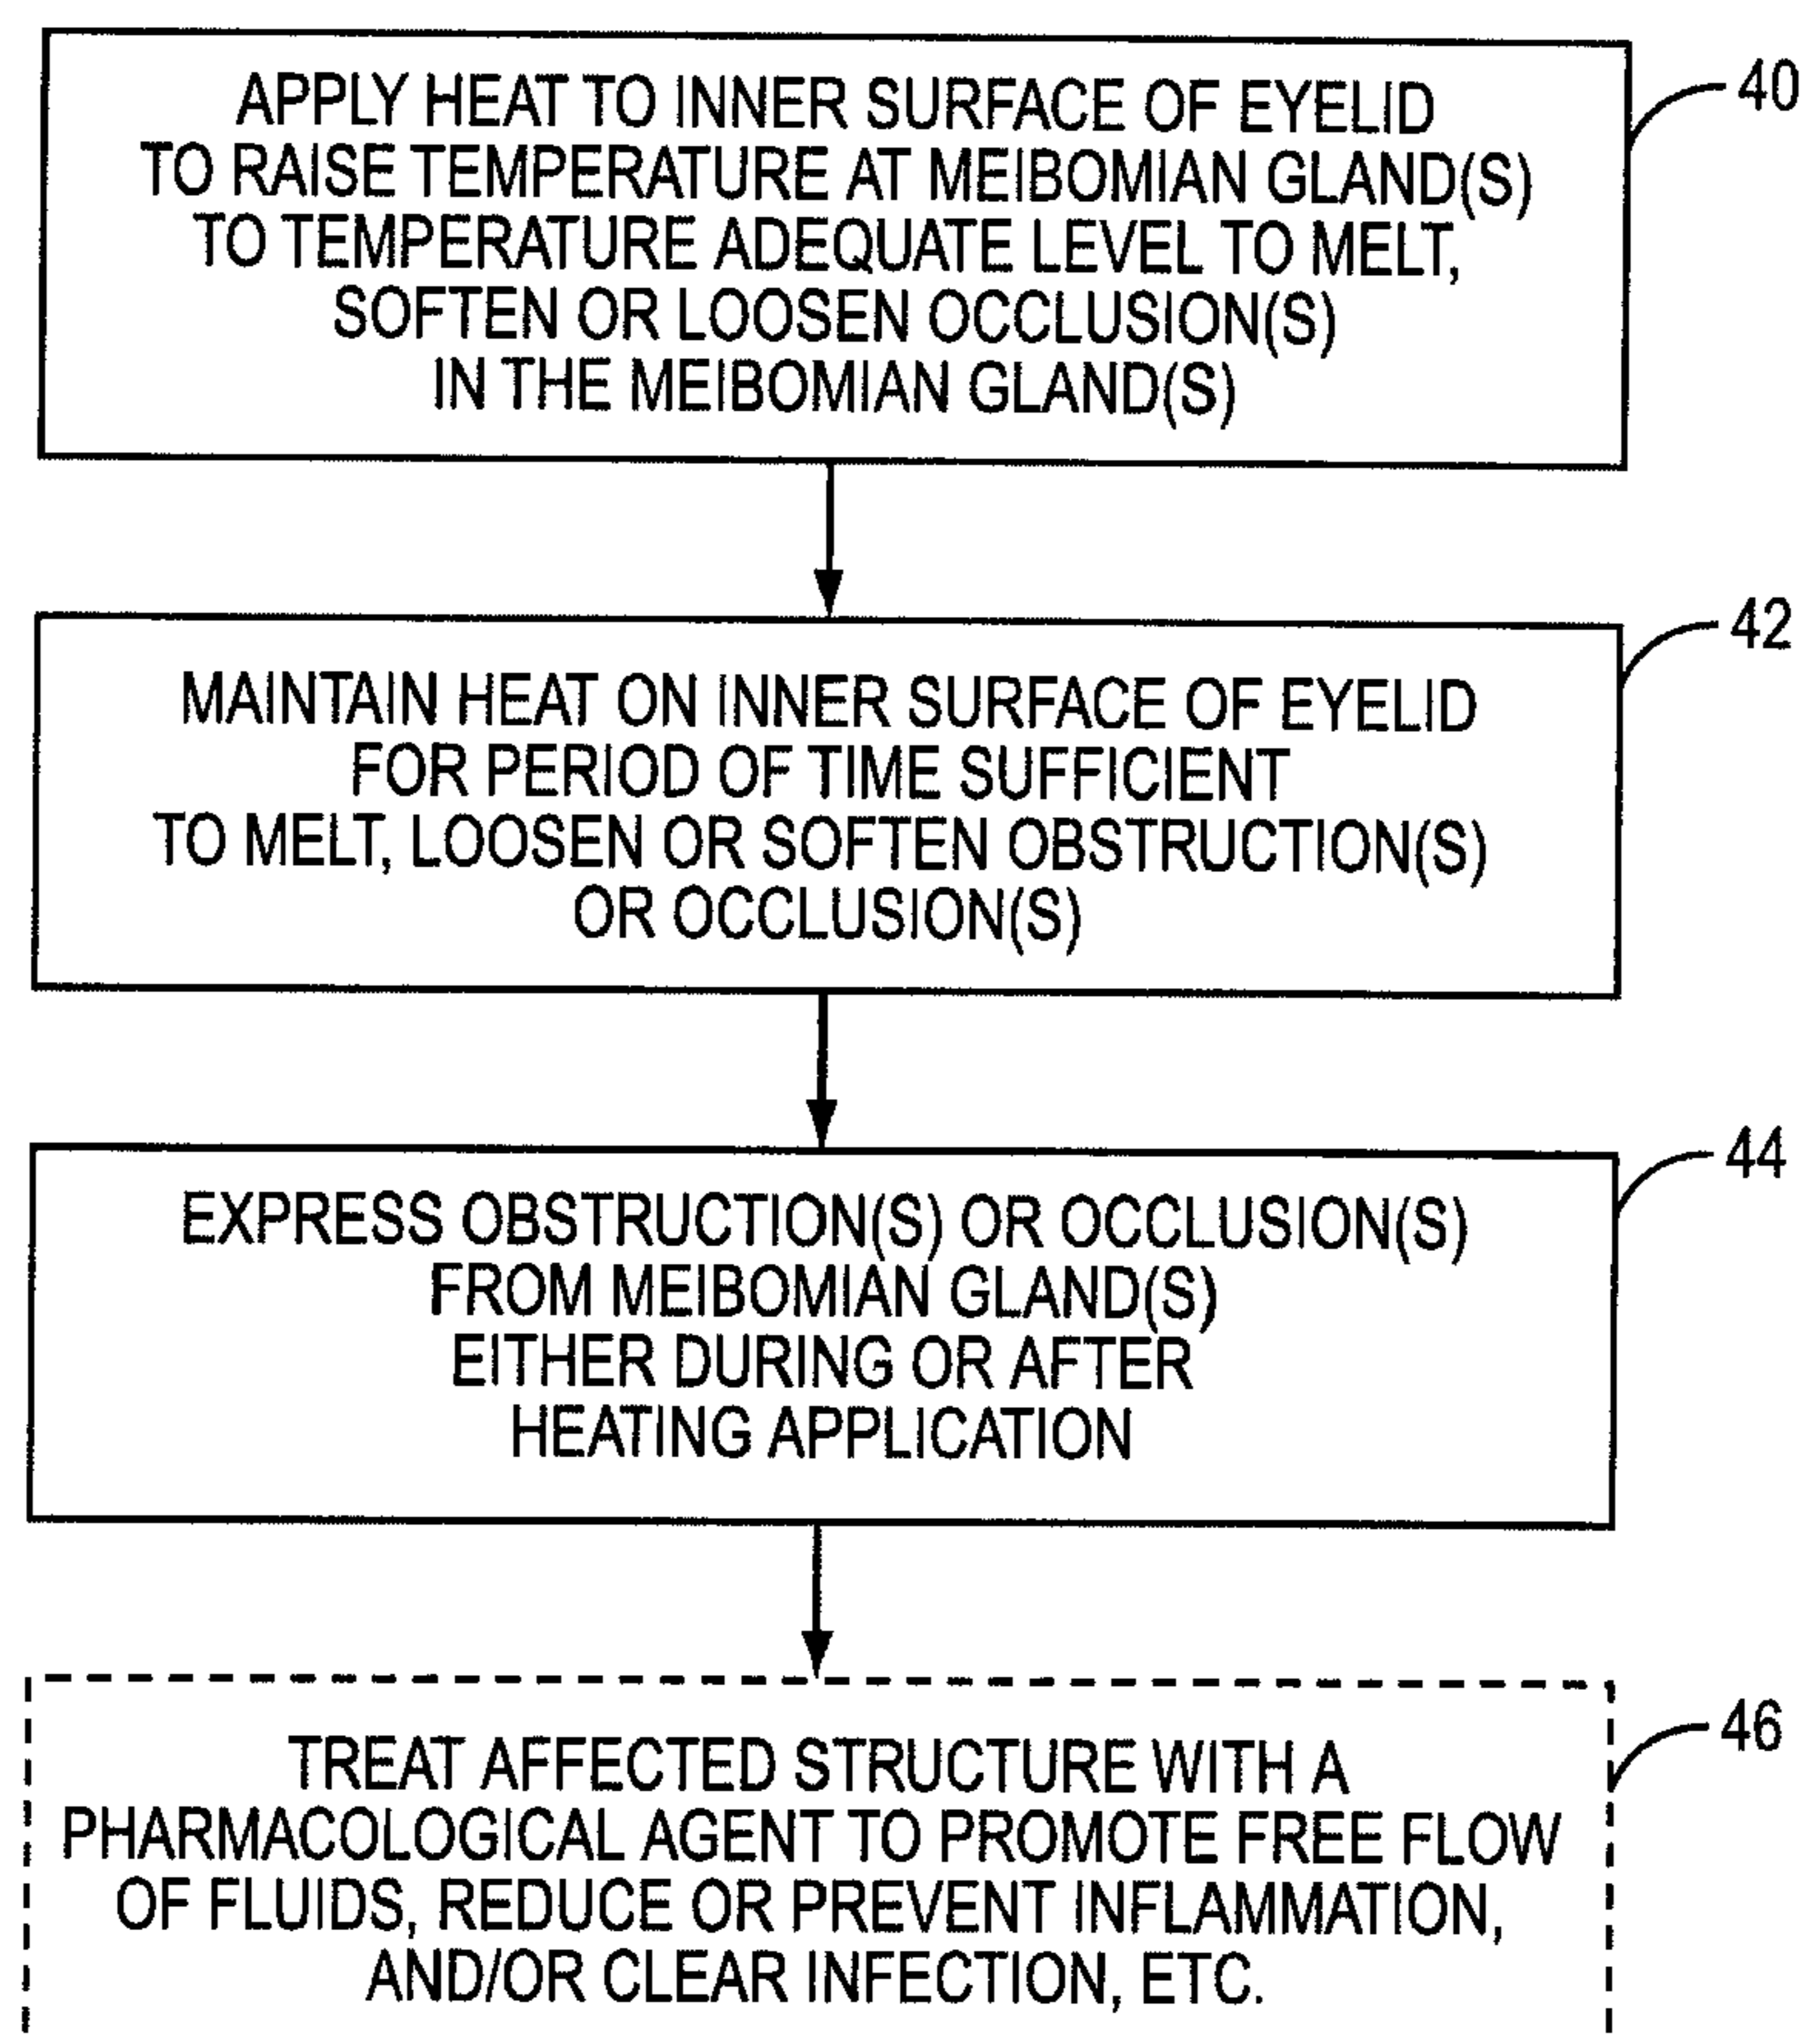 APPLY HEAT TO INNER SURFACE OF EYELID
TO RAISE TEMPERATURE AT MEIBOMIAN GLAND(S)
TO TEMPERATURE ADEQUATE LEVEL TO MELT,
SOFTEN OR LOOSEN OCCLUSION(S)
IN THE MEIBOMIAN GLAND(S)
40
MAINTAIN HEAT ON INNER SURFACE OF EYELID
FOR PERIOD OF TIME SUFFICIENT
TO MELT, LOOSEN OR SOFTEN OBSTRUCTION(S)
OR OCCLUSION(S)
42
EXPRESS OBSTRUCTION(S) OR OCCLUSION(S)
FROM MEIBOMIAN GLAND(S)
EITHER DURING OR AFTER
HEATING APPLICATION
44
TREAT AFFECTED STRUCTURE WITH A
PHARMACOLOGICAL AGENT TO PROMOTE FREE FLOW
OF FLUIDS, REDUCE OR PREVENT INFLAMMATION,
AND/OR CLEAR INFECTION, ETC.
46